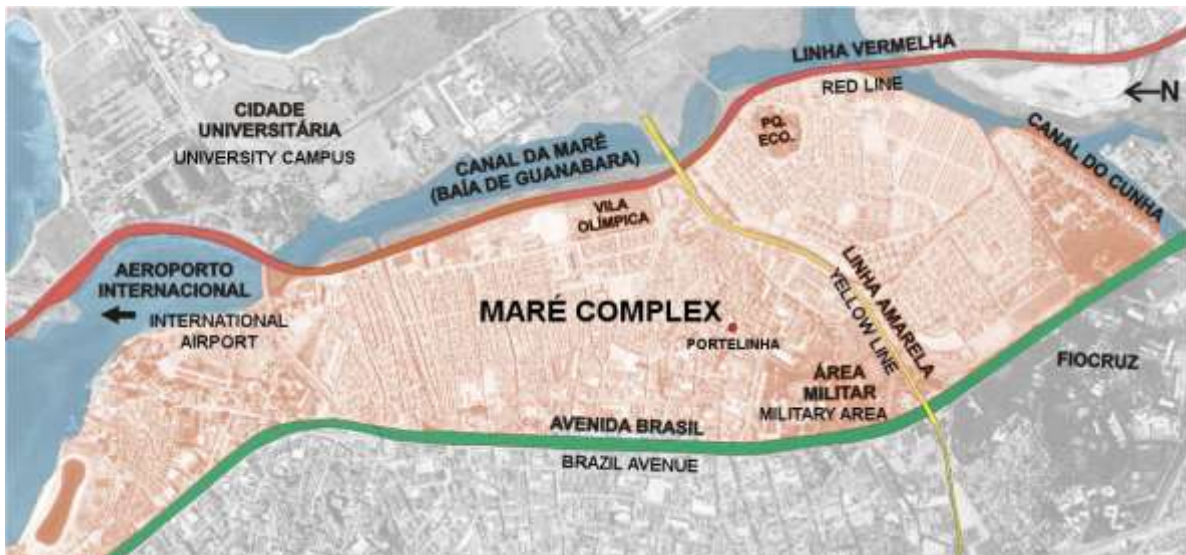 LINHA VERMELHA
RED LINE
N
CIDADE
UNIVERSITÁRIA
UNIVERSITY CAMPUS
PQ.
ECO.
CANAL DA MARÉ
(BAÍA DE GUANABARA)
CANAL DO CUNHA
VILA
OLÍMPICA
AEROPORTO
INTERNACIONAL
INTERNATIONAL
AIRPORT
MARÉ COMPLEX
PORTELINHA
LINHA AMARELA
YELLOW LINE
FIOCRUZ
ÁREA
MILITAR
MILITARY AREA
AVENIDA BRASIL
BRAZIL AVENUE